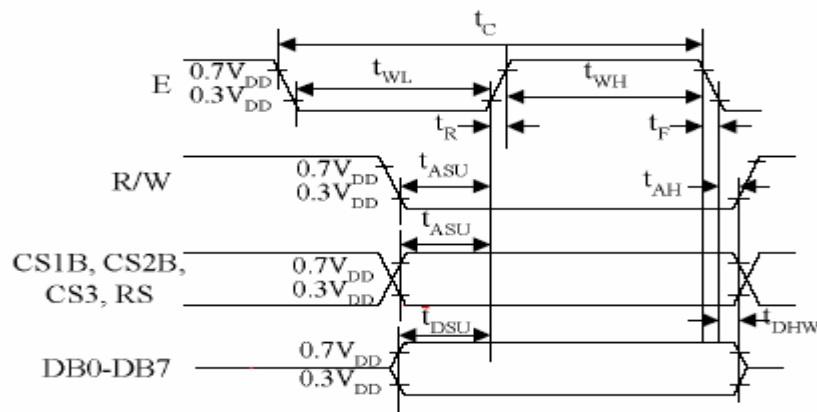 tC
0.7VDD
tWL
tWH
E
0.3VDD
tR
tF
0.7VDD
tASU
R/W
0.3VDD
tAH
tASU
CS1B, CS2B,
0.7VDD
CS3, RS
0.3VDD
tDSU
tDHW
0.7VDD
DB0-DB7
0.3VDD